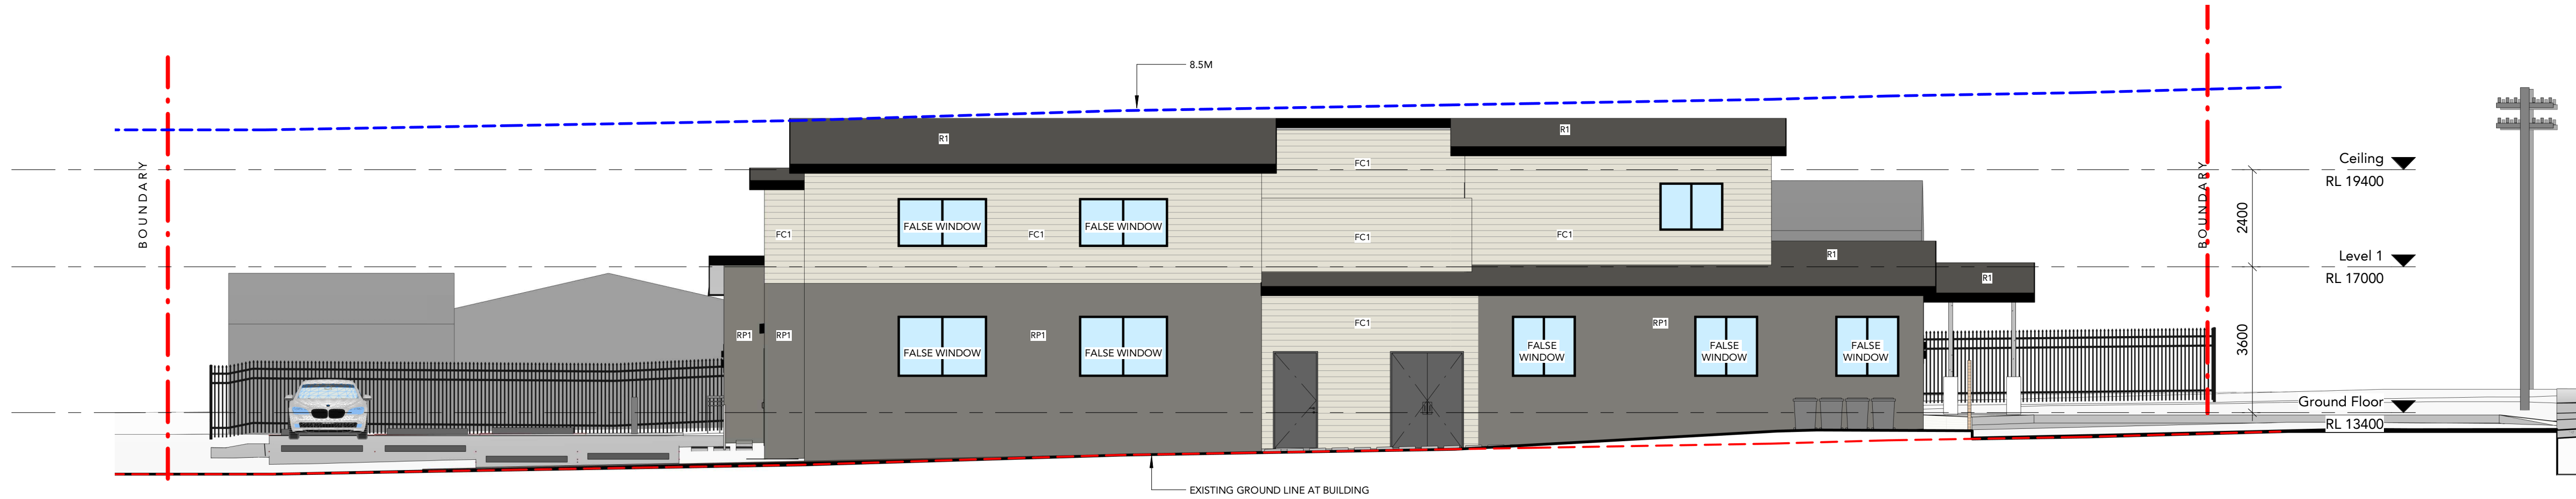 8.5M
R1
R1
BOUNDARY
BOUNDARY
Ceiling
RL 19400
FC1
2400
FALSE WINDOW
FALSE WINDOW
FC1
FC1
FC1
FC1
R1
Level 1
RL 17000
R1
RP1
RP1
RP1
FC1
RP1
3600
FALSE WINDOW
FALSE WINDOW
FALSE
WINDOW
FALSE
WINDOW
FALSE
WINDOW
Ground Floor
RL 13400
EXISTING GROUND LINE AT BUILDING